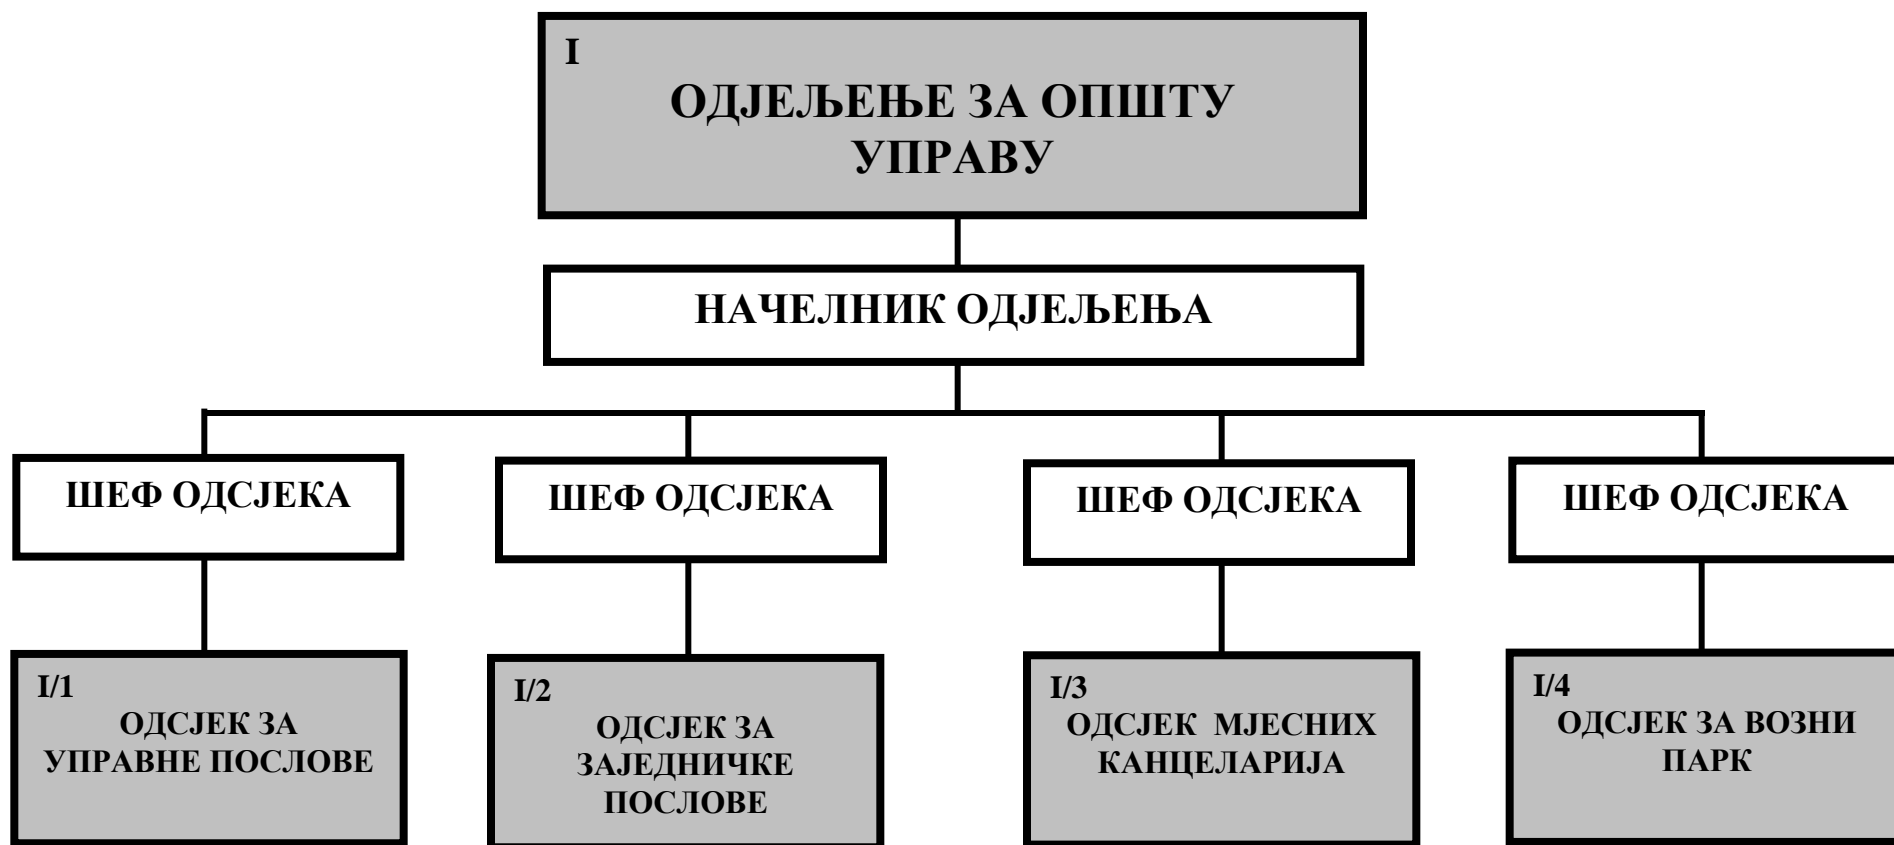 I
ОДЈЕЉЕЊЕ ЗА ОПШТУ
УПРАВУ
НАЧЕЛНИК ОДЈЕЉЕЊА
ШЕФ ОДСЈЕКА
ШЕФ ОДСЈЕКА
ШЕФ ОДСЈЕКА
ШЕФ ОДСЈЕКА
I/1
ОДСЈЕК ЗА
УПРАВНЕ ПОСЛОВЕ
I/2
ОДСЈЕК ЗА
ЗАЈЕДНИЧКЕ
ПОСЛОВЕ
I/3
ОДСЈЕК  МЈЕСНИХ
КАНЦЕЛАРИЈА
I/4
ОДСЈЕК ЗА ВОЗНИ
ПАРК